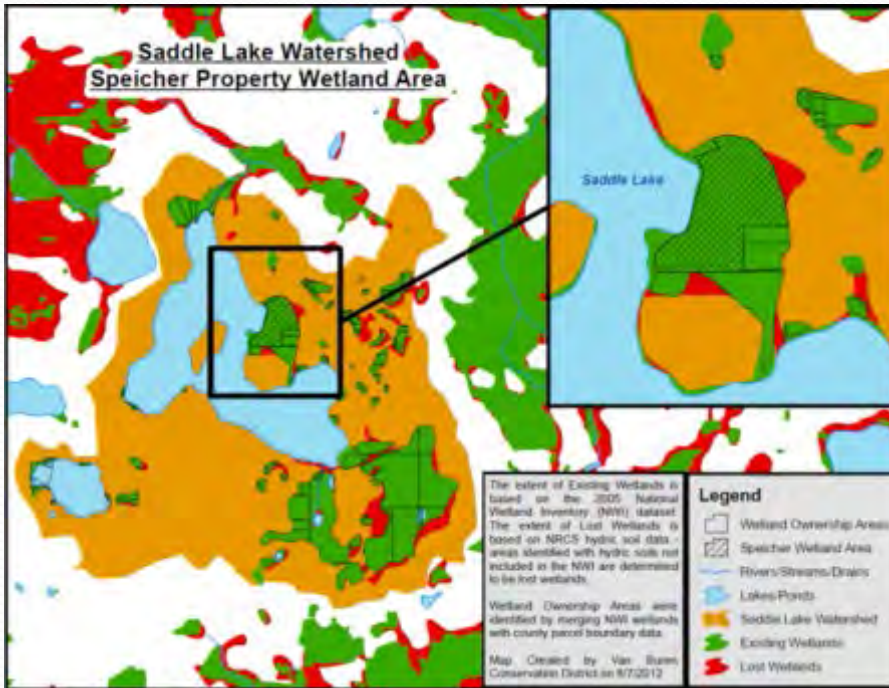 Saddle Lake Watershed
Speicher Property Wetland Area
Saddle Lake
The extent of Existing Wetlands is
based on the 2005 National
Wetland Inventory (NWI) dataset.
The extent of Lost Wetlands is
based on NRCS hydric soil data -
areas identified with hydric soils not
included in the NWI are determined
to be lost wetlands.
Wetland Ownership Areas were
identified by merging NWI wetlands
with county parcel boundary data.
Map Created by Van Buren
Conservation District on 9/7/2012
Legend
Wetland Ownership Areas
Speicher Wetland Area
Rivers/Streams/Drains
Lakes/Ponds
Saddle Lake Watershed
Existing Wetlands
Lost Wetlands